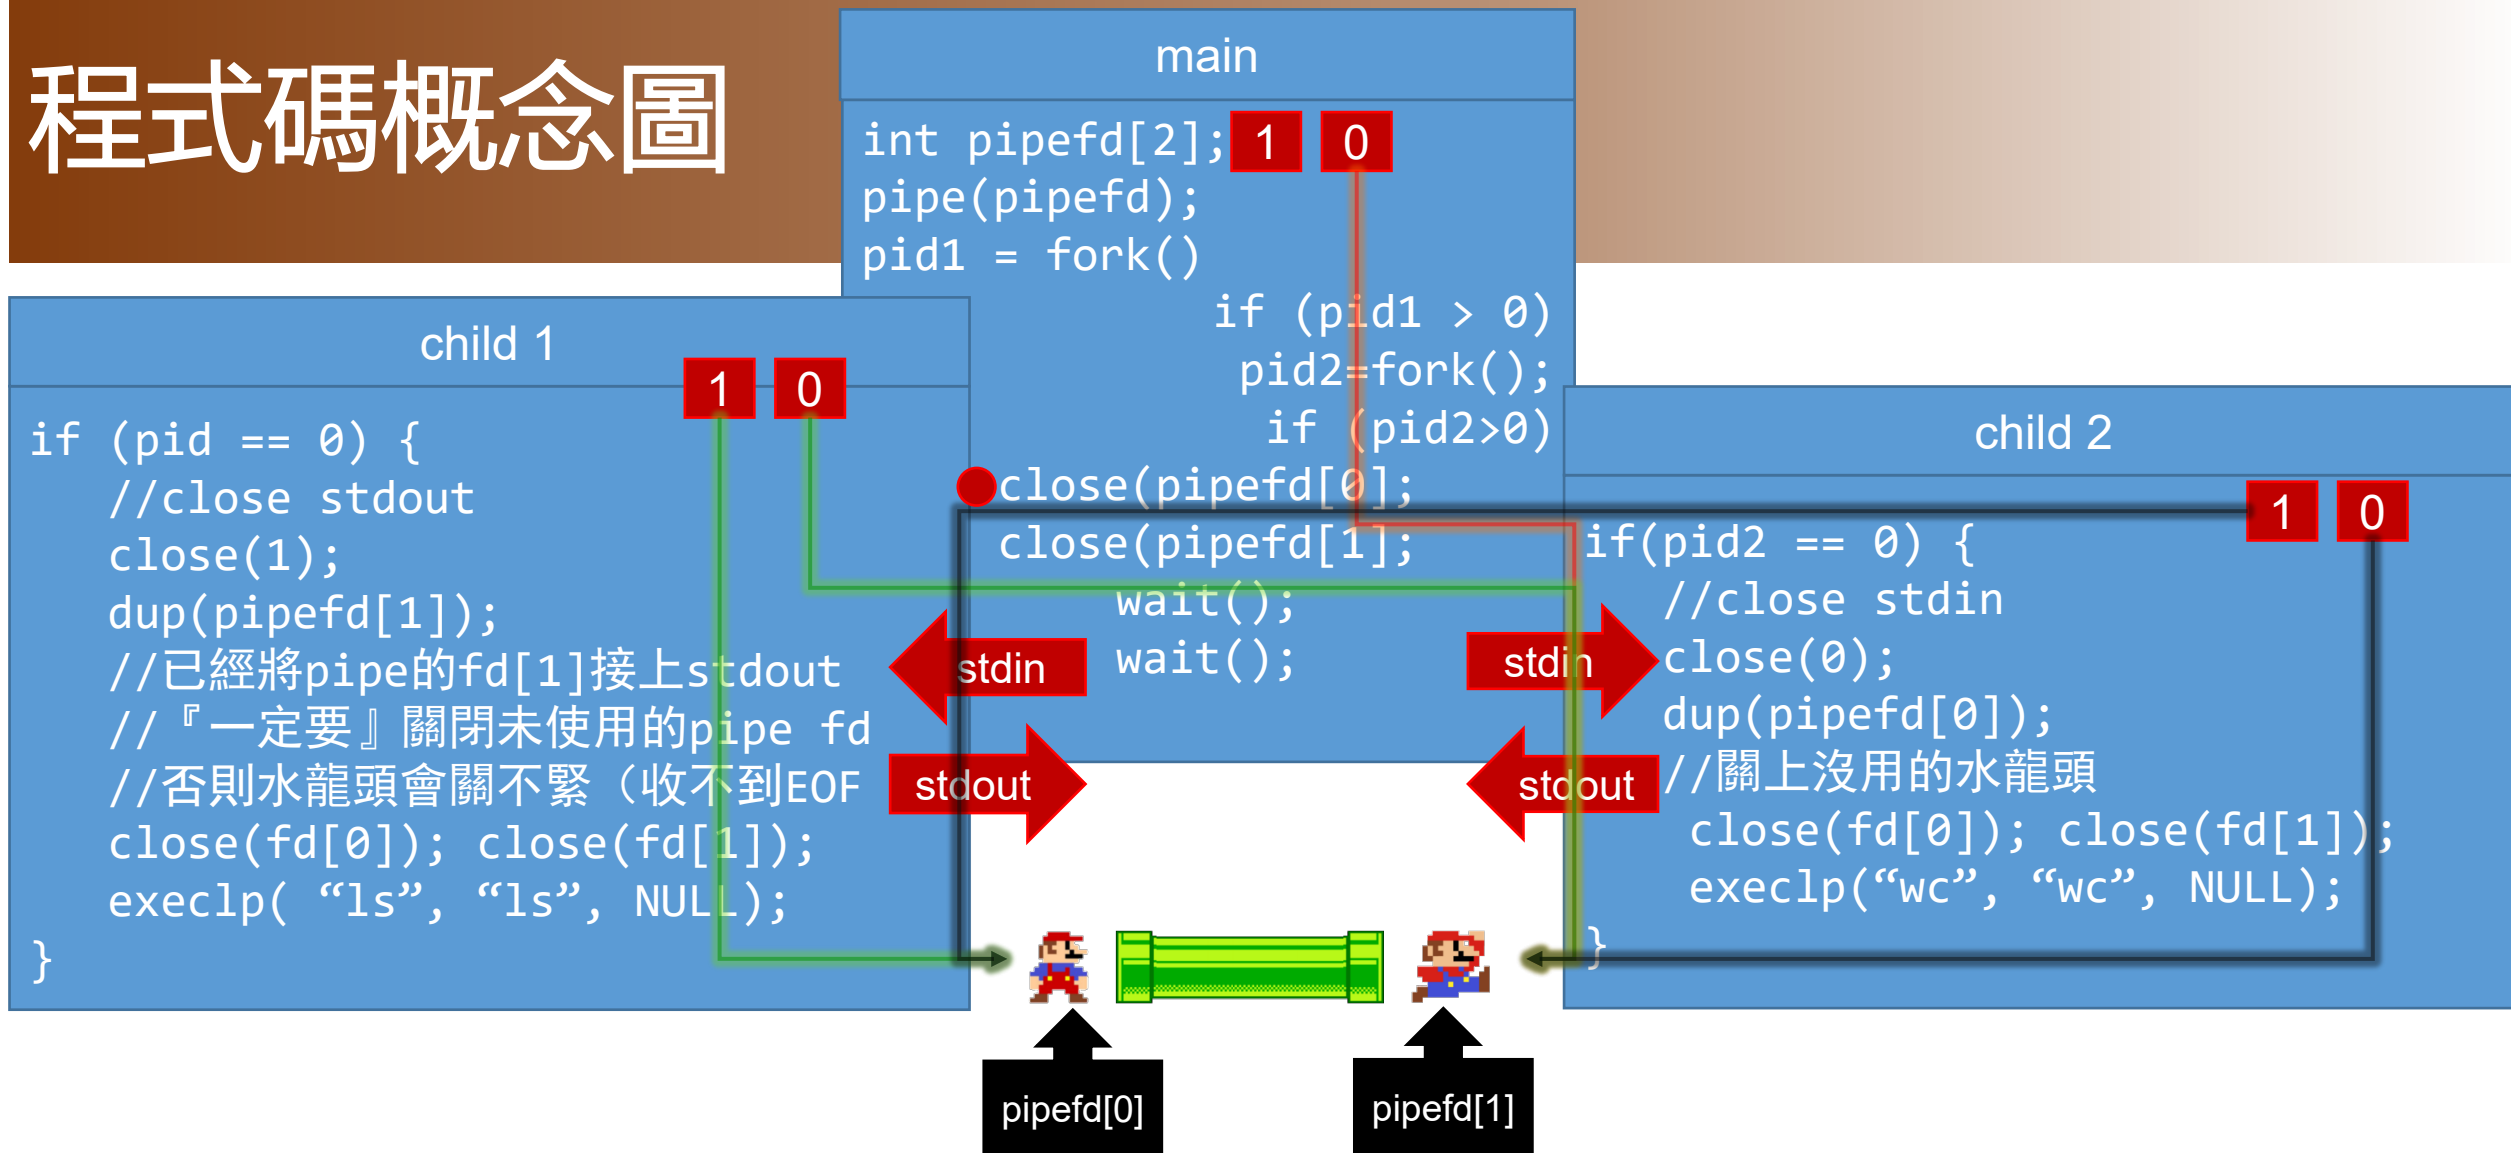 程式碼概念圖
main
int pipefd[2];
1 0
pipe(pipefd);
pid1 = fork()
if (pid1 > 0)
pid2=fork();
if (pid2>0)
close(pipefd[0];
close(pipefd[1];
wait();
wait();
child 1
1 0
if (pid == 0) {
//close stdout
close(1);
dup(pipefd[1]);
//已經將pipe的fd[1]接上stdout
//『一定要』關閉未使用的pipe fd
//否則水龍頭會關不緊（收不到EOF
close(fd[0]); close(fd[1]);
execlp( “ls”, “ls”, NULL);
}
stdin
stdout
stdin
stdout
child 2
1 0
if(pid2 == 0) {
//close stdin
close(0);
dup(pipefd[0]);
//關上沒用的水龍頭
close(fd[0]); close(fd[1]);
execlp(“wc”, “wc”, NULL);
}
pipefd[0]
pipefd[1]